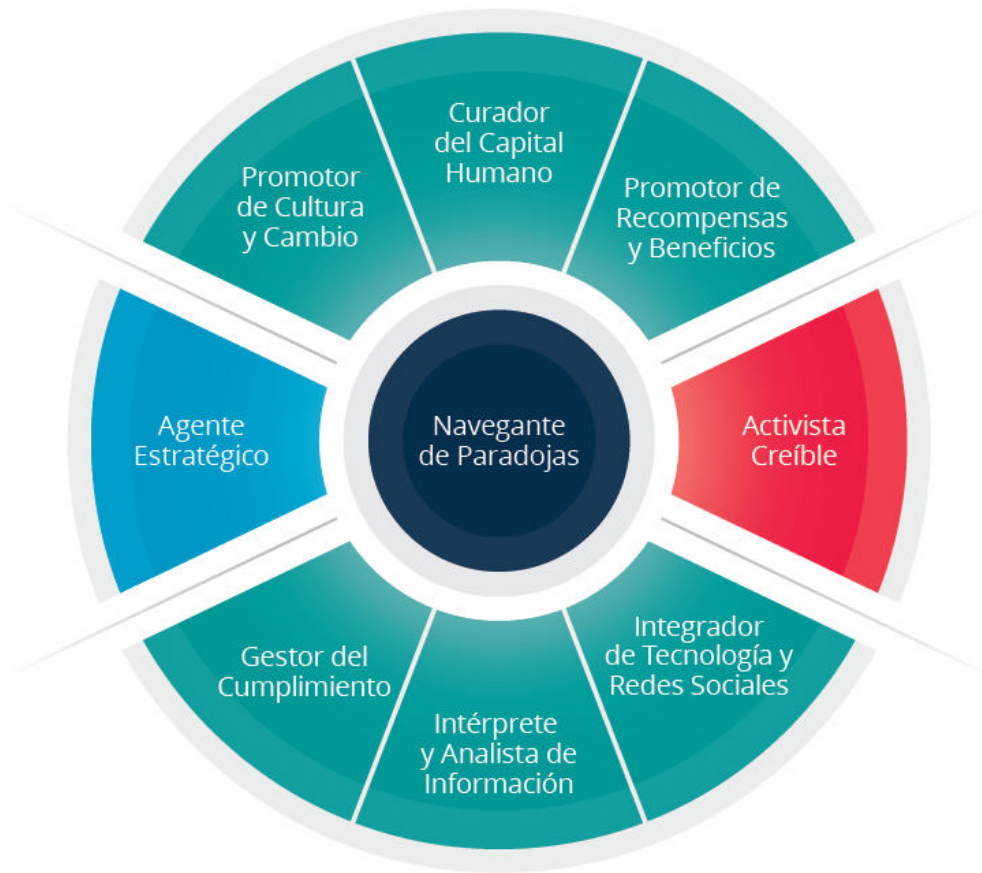 Curador
del Capital
Humano
Promotor
de Cultura
y Cambio
Promotor de
Recompensas
y Beneficios
Agente
Estratégico
Navegante
de Paradojas
Activista
Creíble
Gestor del
Cumplimiento
Intérprete
y Analista de
Información
Integrador
de Tecnología y
Redes Sociales